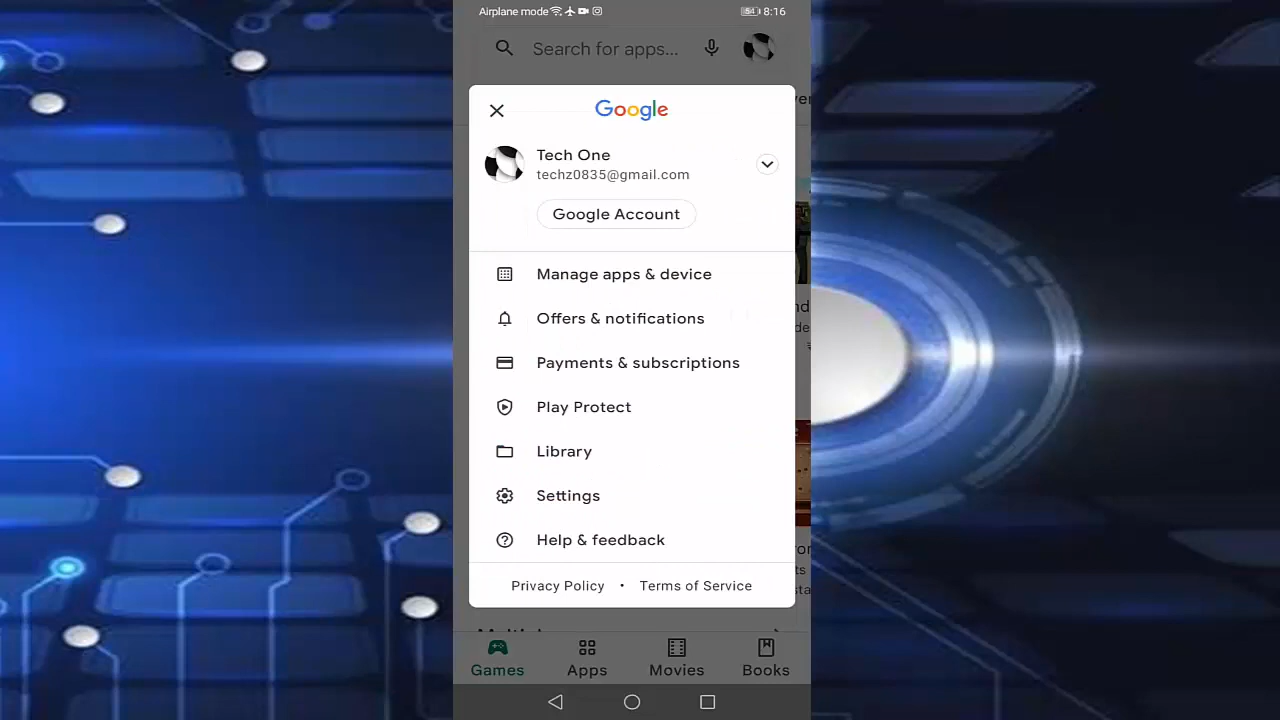 Airplane mode 54 8:16
Search for apps...
Google
Tech One
techz0835@gmail.com
Google Account
Manage apps & device
Offers & notifications
Payments & subscriptions
Play Protect
Library
Settings
Help & feedback
Privacy Policy • Terms of Service
Games Apps Movies Books